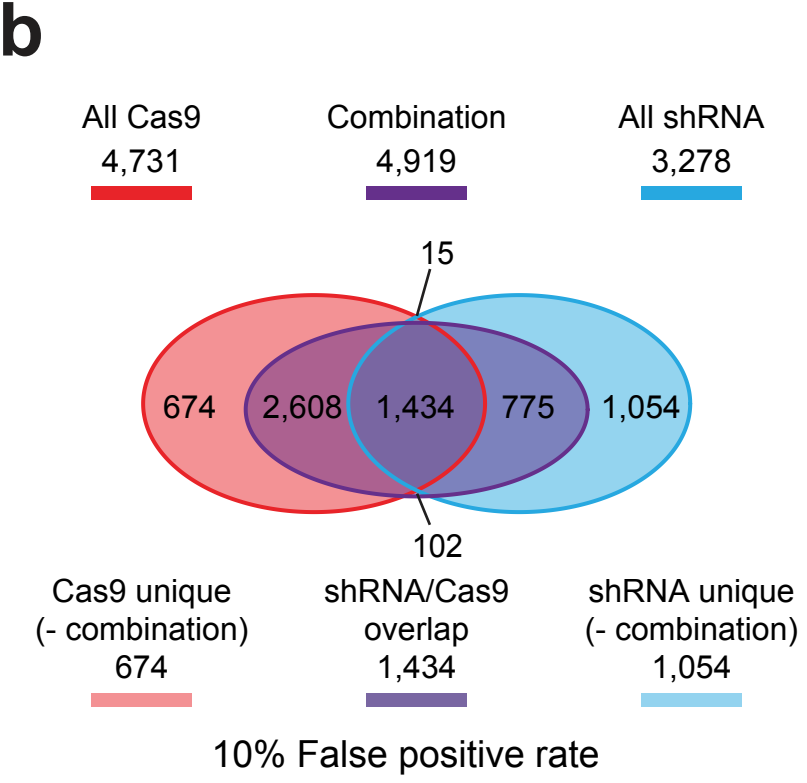 b
All Cas9 Combination All shRNA
4,731 4,919 3,278
15
674 2,608 1,434 775 1,054
102
Cas9 unique shRNA/Cas9 shRNA unique
(- combination) overlap (- combination)
674 1,434 1,054
10% False positive rate